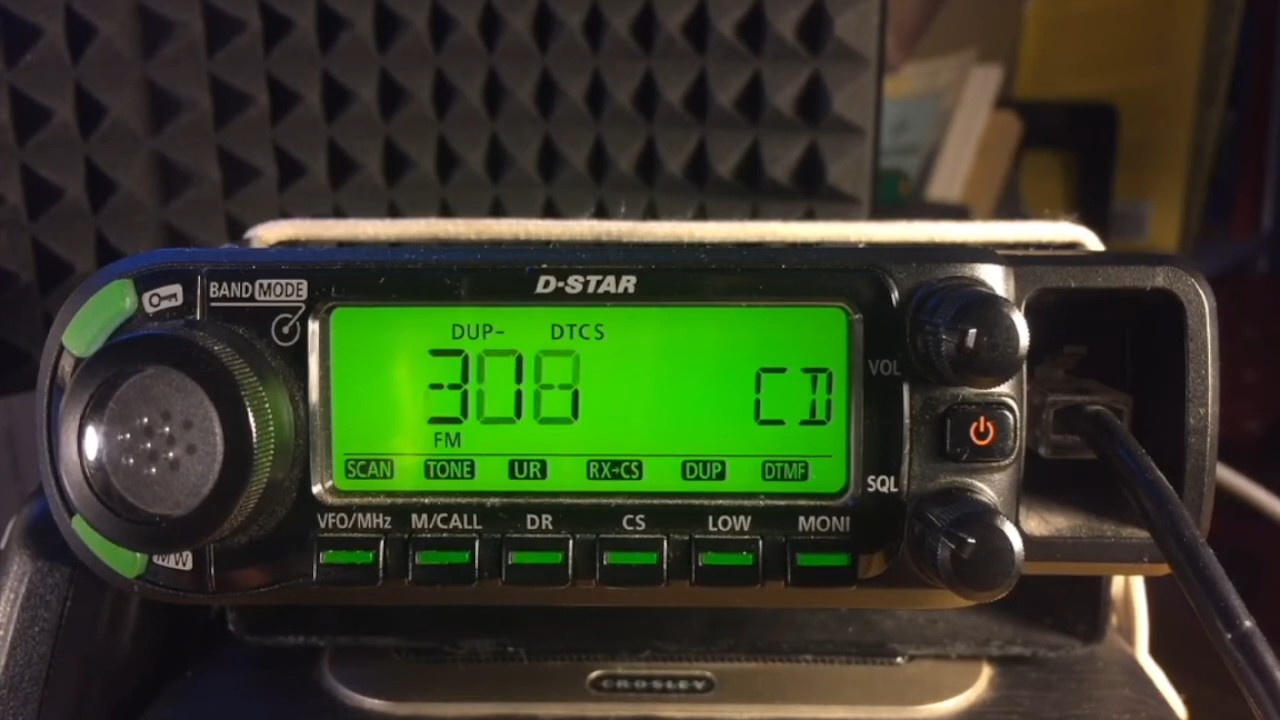 BAND MODE
D-STAR
DUP- DTCS
CD
FM
SCAN TONE UR RX→CS DUP DTMF
VOL
SQL
VFO/MHz M/CALL DR CS LOW MONI
M/W
CROSLEY